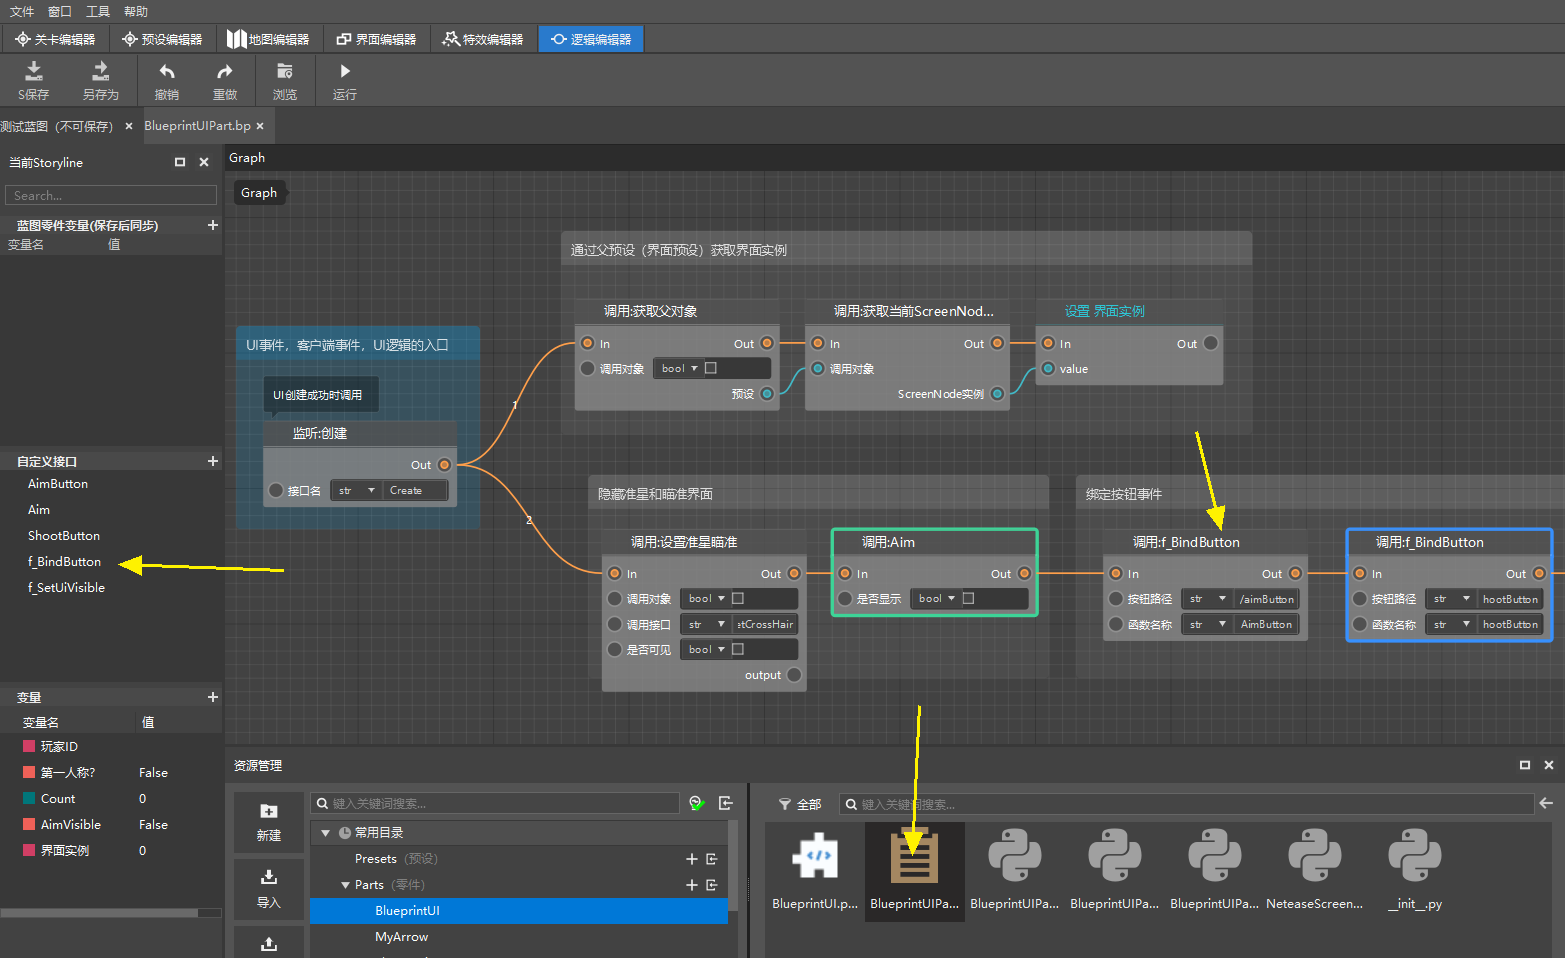 文件 窗口 工具 帮助
关卡编辑器 预设编辑器 地图编辑器 界面编辑器 特效编辑器 逻辑编辑器
S保存 另存为 撤销 重做 浏览 运行
测试蓝图（不可保存） × BlueprintUIPart.bp ×
当前Storyline
Search...
蓝图零件变量(保存后同步) +
变量名 值
自定义接口 +
AimButton
Aim
ShootButton
f_BindButton
f_SetUiVisible
变量 +
变量名 值
玩家ID
第一人称? False
Count 0
AimVisible False
界面实例 0
Graph
Graph
通过父预设（界面预设）获取界面实例
调用:获取父对象
In Out
调用对象 bool
预设
调用:获取当前ScreenNod...
In Out
调用对象
ScreenNode实例
设置 界面实例
In Out
value
UI事件，客户端事件，UI逻辑的入口
UI创建成功时调用
监听:创建
Out
接口名 str Create
1
2
隐藏准星和瞄准界面
调用:设置准星瞄准
In Out
调用对象 bool
调用接口 str etCrossHair
是否可见 bool
output
调用:Aim
In Out
是否显示 bool
绑定按钮事件
调用:f_BindButton
In Out
按钮路径 str /aimButton
函数名称 str AimButton
调用:f_BindButton
In Out
按钮路径 str hootButton
函数名称 str hootButton
资源管理
新建
导入
键入关键词搜索...
常用目录
Presets (预设)
Parts (零件)
BlueprintUI
MyArrow
全部 键入关键词搜索...
BlueprintUI.p... BlueprintUIPa... BlueprintUIPa... BlueprintUIPa... BlueprintUIPa... NeteaseScreen... __init__.py